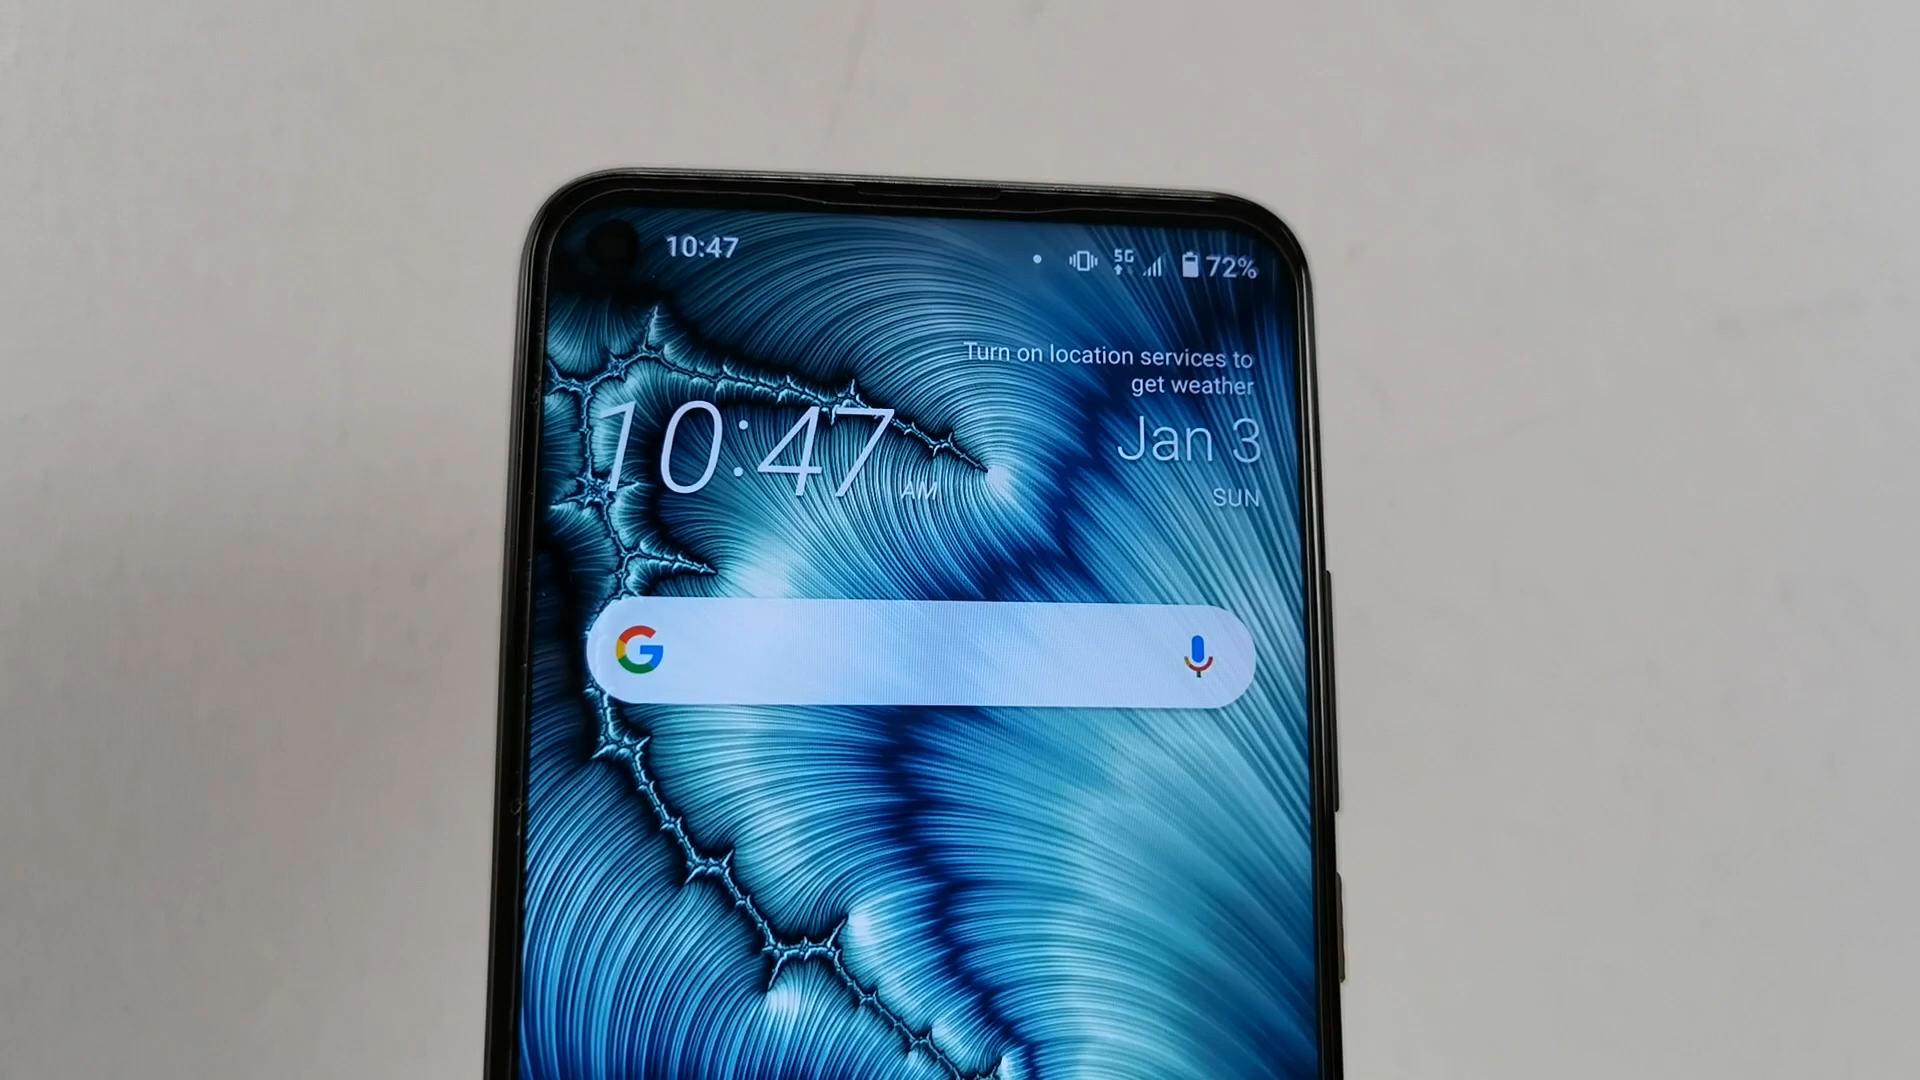 10:47
5G
72%
Turn on location services to
get weather
10:47 AM
Jan 3
SUN
G